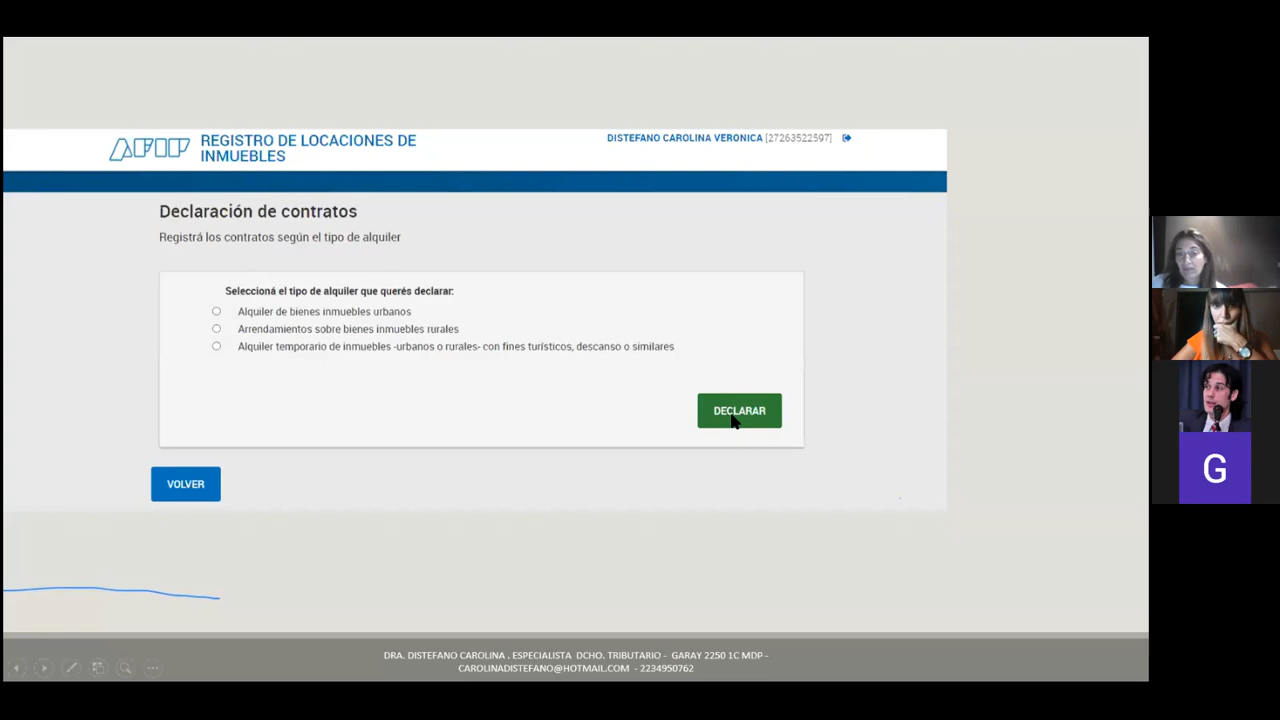 AFIP
REGISTRO DE LOCACIONES DE
INMUEBLES
DISTEFANO CAROLINA VERONICA [27263522597]
Declaración de contratos
Registrá los contratos según el tipo de alquiler
Seleccioná el tipo de alquiler que querés declarar:
Alquiler de bienes inmuebles urbanos
Arrendamientos sobre bienes inmuebles rurales
Alquiler temporario de inmuebles -urbanos o rurales- con fines turísticos, descanso o similares
DECLARAR
VOLVER
G
DRA. DISTEFANO CAROLINA , ESPECIALISTA DCHO. TRIBUTARIO - GARAY 2250 1C MDP -
CAROLINADISTEFANO@HOTMAIL.COM - 2234950762